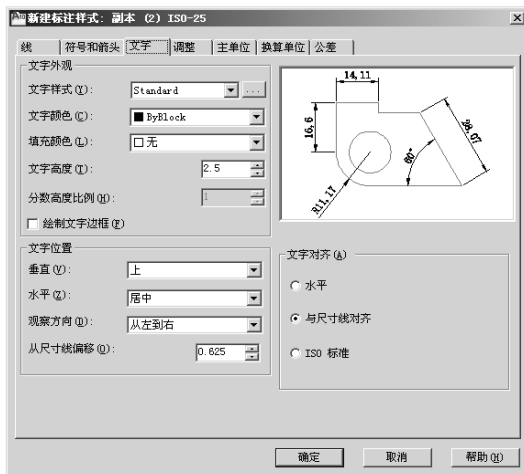 新建标注样式: 副本 (2) ISO-25
线 符号和箭头 文字 调整 主单位 换算单位 公差
文字外观
文字样式(Y): Standard ...
文字颜色(C): ByBlock
填充颜色(L): 无
文字高度(T): 2.5
分数高度比例(H): 1
绘制文字边框(F)
14,11
16,6
28,07
60°
R11,17
文字位置
垂直(V): 上
水平(Z): 居中
观察方向(D): 从左到右
从尺寸线偏移(O): 0.625
文字对齐(A)
水平
与尺寸线对齐
ISO 标准
确定 取消 帮助(H)